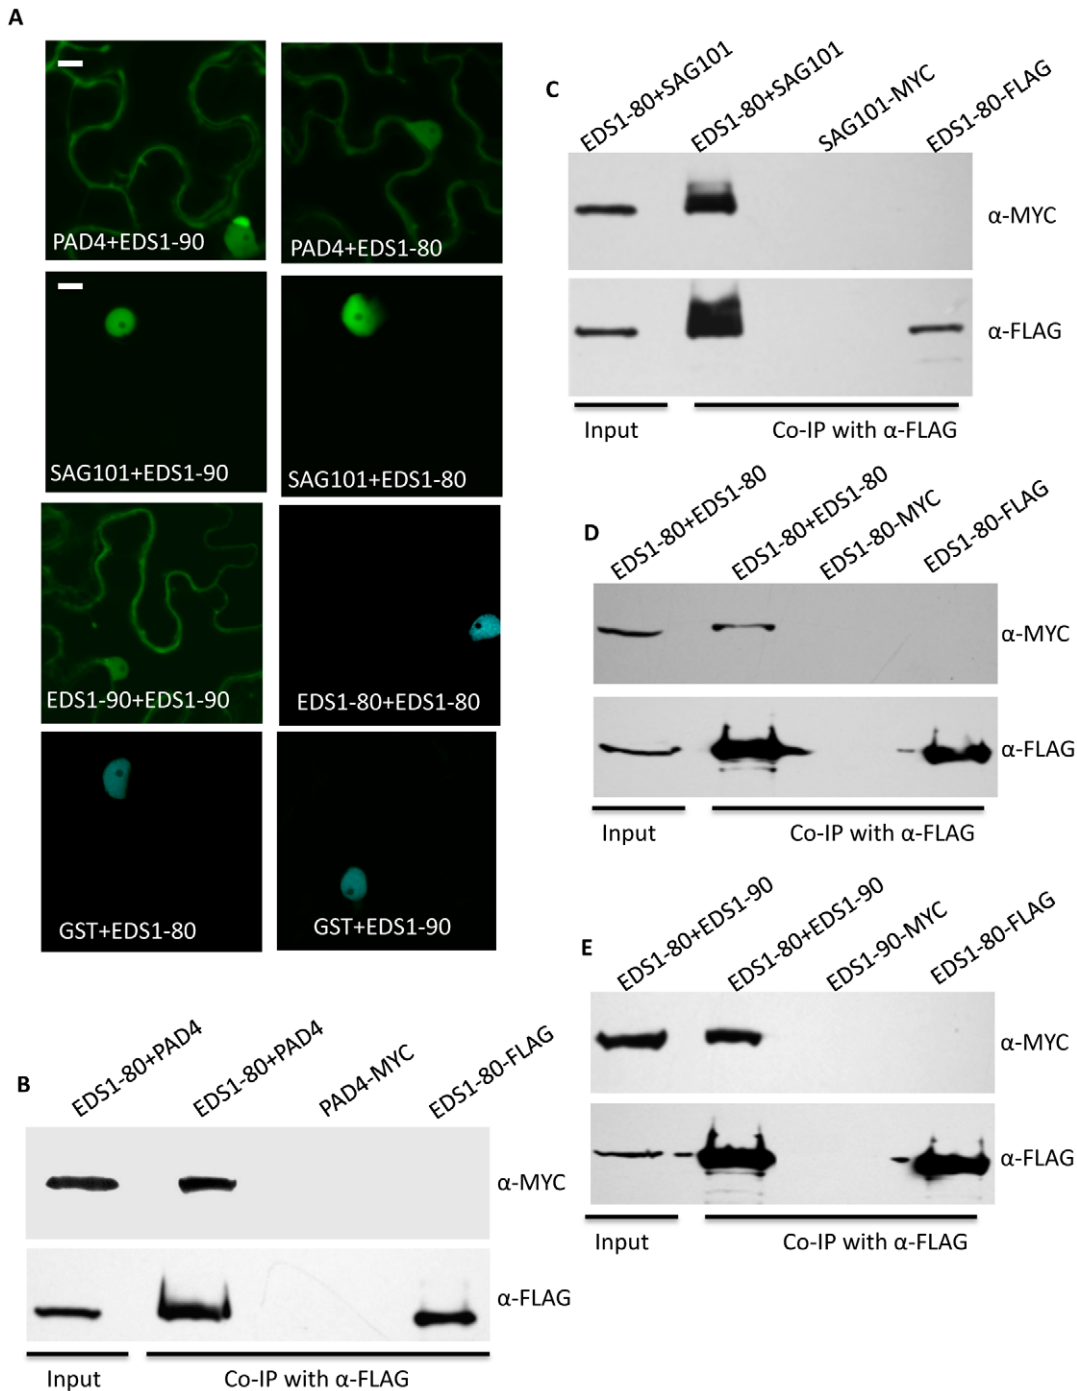 A
PAD4+EDS1-90
PAD4+EDS1-80
SAG101+EDS1-90
SAG101+EDS1-80
EDS1-90+EDS1-90
EDS1-80+EDS1-80
GST+EDS1-80
GST+EDS1-90
B
EDS1-80+PAD4
EDS1-80+PAD4
PAD4-MYC
EDS1-80-FLAG
α-MYC
α-FLAG
Input
Co-IP with α-FLAG
C
EDS1-80+SAG101
EDS1-80+SAG101
SAG101-MYC
EDS1-80-FLAG
α-MYC
α-FLAG
Input
Co-IP with α-FLAG
D
EDS1-80+EDS1-80
EDS1-80+EDS1-80
EDS1-80-MYC
EDS1-80-FLAG
α-MYC
α-FLAG
Input
Co-IP with α-FLAG
E
EDS1-80+EDS1-90
EDS1-80+EDS1-90
EDS1-90-MYC
EDS1-80-FLAG
α-MYC
α-FLAG
Input
Co-IP with α-FLAG